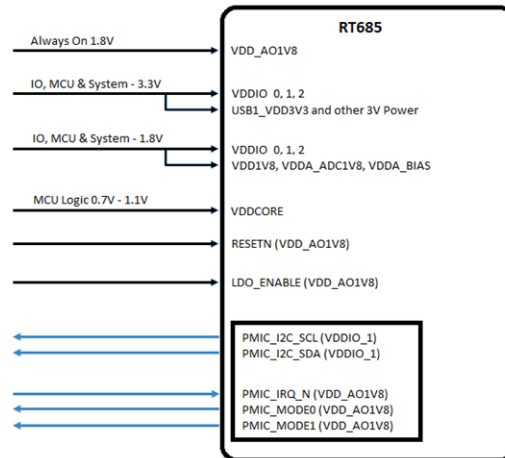 RT685
Always On 1.8V
VDD_AO1V8
IO, MCU & System - 3.3V
VDDIO 0, 1, 2
USB1_VDD3V3 and other 3V Power
IO, MCU & System - 1.8V
VDDIO 0, 1, 2
VDD1V8, VDDA_ADC1V8, VDDA_BIAS
MCU Logic 0.7V - 1.1V
VDDCORE
RESETN (VDD_AO1V8)
LDO_ENABLE (VDD_AO1V8)
PMIC_I2C_SCL (VDDIO_1)
PMIC_I2C_SDA (VDDIO_1)
PMIC_IRQ_N (VDD_AO1V8)
PMIC_MODE0 (VDD_AO1V8)
PMIC_MODE1 (VDD_AO1V8)